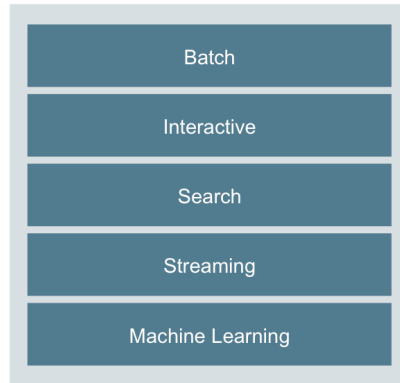 Batch
Interactive
Search
Streaming
Machine Learning